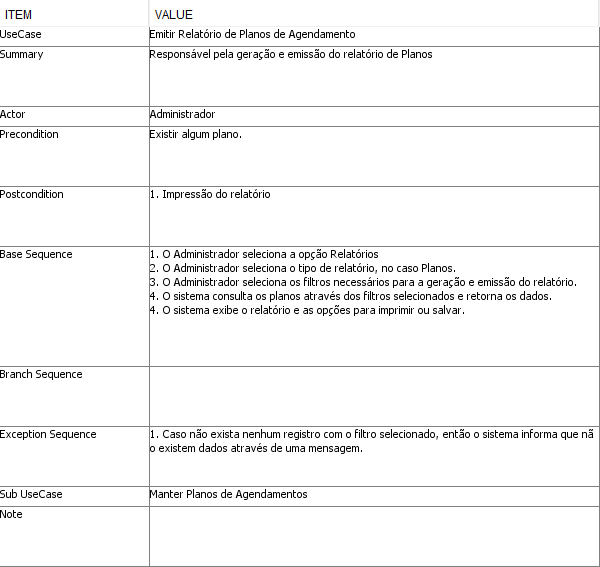 ITEM VALUE
UseCase Emitir Relatório de Planos de Agendamento
Summary Responsável pela geração e emissão do relatório de Planos
Actor Administrador
Precondition Existir algum plano.
Postcondition 1. Impressão do relatório
Base Sequence 1. O Administrador seleciona a opção Relatórios
2. O Administrador seleciona o tipo de relatório, no caso Planos.
3. O Administrador seleciona os filtros necessários para a geração e emissão do relatório.
4. O sistema consulta os planos através dos filtros selecionados e retorna os dados.
4. O sistema exibe o relatório e as opções para imprimir ou salvar.
Branch Sequence
Exception Sequence 1. Caso não exista nenhum registro com o filtro selecionado, então o sistema informa que nã
o existem dados através de uma mensagem.
Sub UseCase Manter Planos de Agendamentos
Note